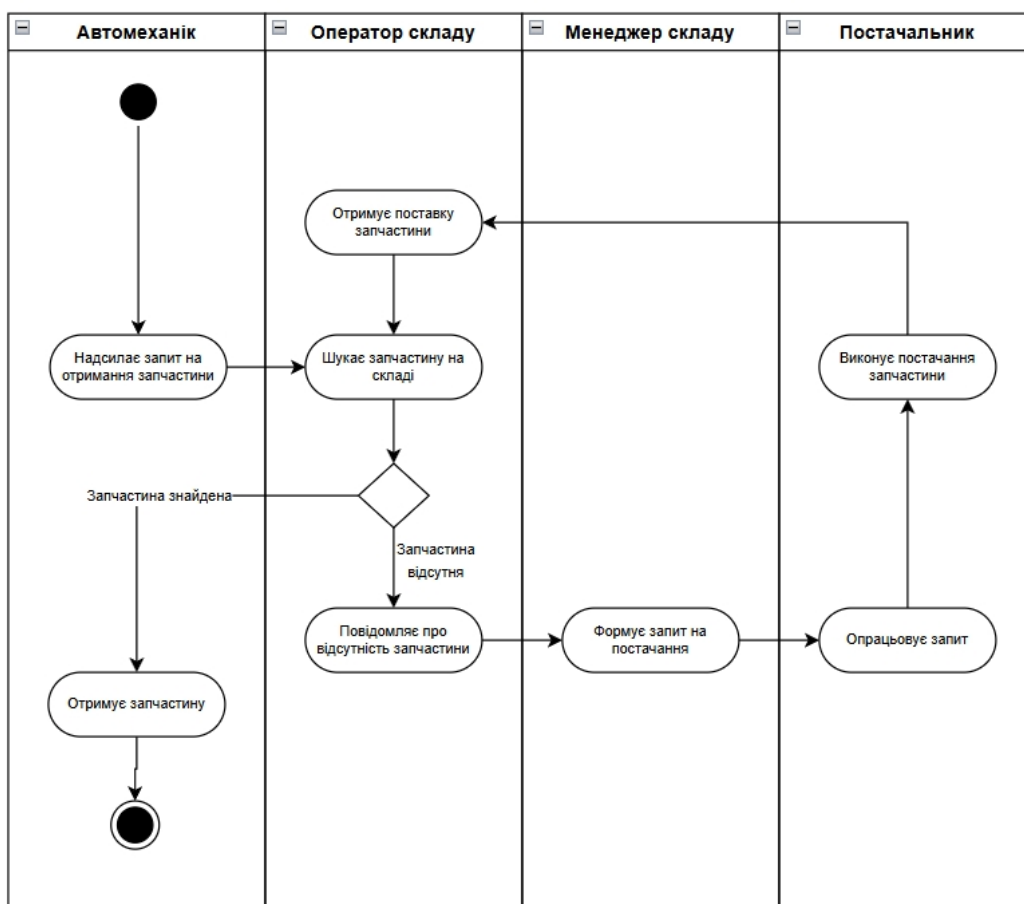 Автомеханік
Оператор складу
Менеджер складу
Постачальник
Отримує поставку
запчастини
Надсилає запит на
отримання запчастини
Шукає запчастину на
складі
Виконує постачання
запчастини
Запчастина знайдена
Запчастина
відсутня
Повідомляє про
відсутність запчастини
Формує запит на
постачання
Опрацьовує запит
Отримує запчастину